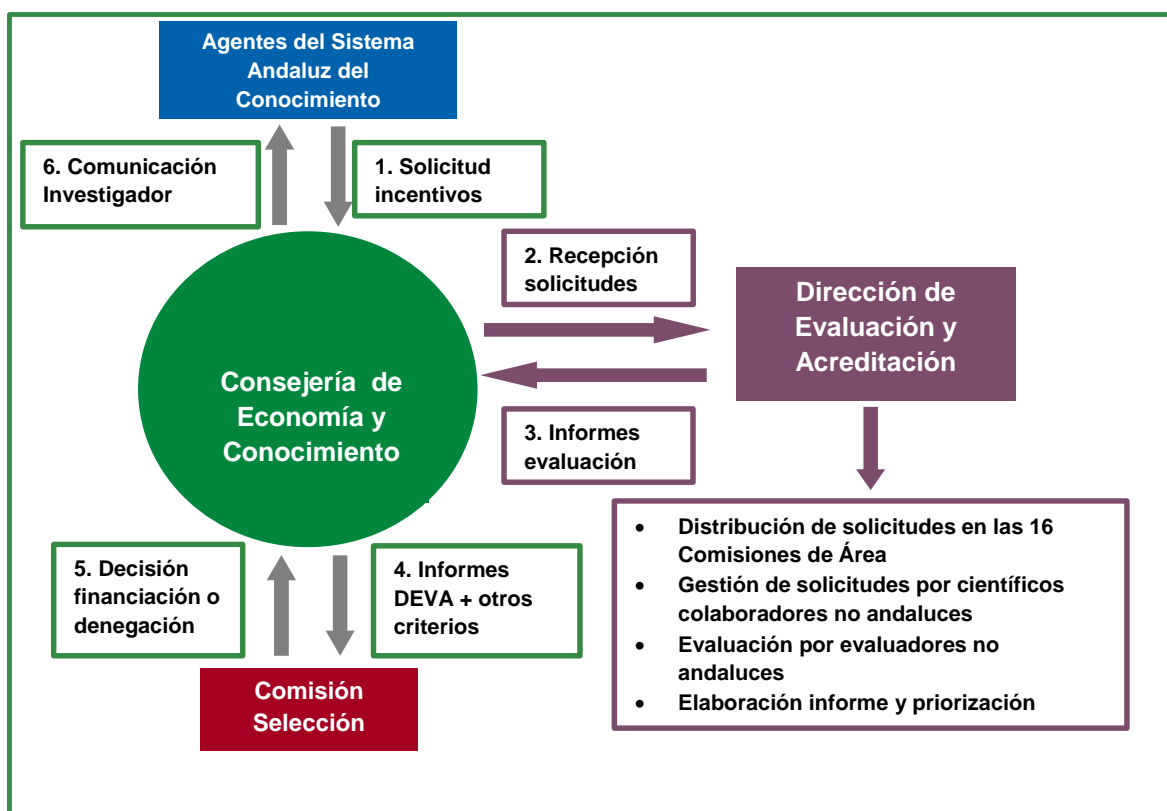 Agentes del Sistema
Andaluz del
Conocimiento
6. Comunicación
Investigador
1. Solicitud
incentivos
2. Recepción
solicitudes
Dirección de
Evaluación y
Acreditación
Consejería de
Economía y
Conocimiento
3. Informes
evaluación
• Distribución de solicitudes en las 16
Comisiones de Área
• Gestión de solicitudes por científicos
colaboradores no andaluces
• Evaluación por evaluadores no
andaluces
• Elaboración informe y priorización
5. Decisión
financiación o
denegación
4. Informes
DEVA + otros
criterios
Comisión
Selección